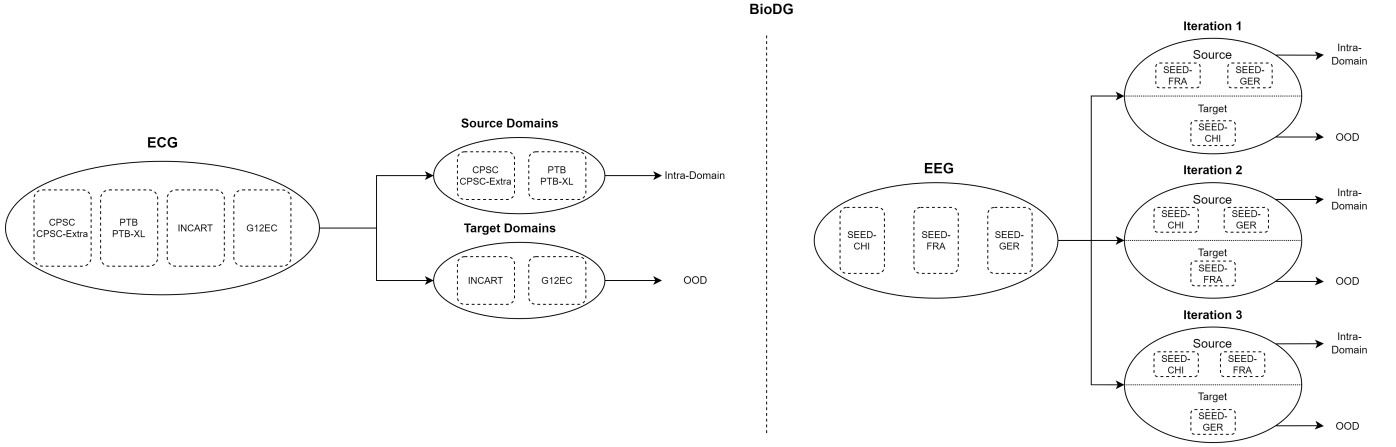 BioDG
ECG
CPSC
CPSC-Extra
PTB
PTB-XL
INCART
G12EC
Source Domains
CPSC
CPSC-Extra
PTB
PTB-XL
Intra-Domain
Target Domains
INCART
G12EC
OOD
EEG
SEED-
CHI
SEED-
FRA
SEED-
GER
Iteration 1
Source
SEED-
FRA
SEED-
GER
Intra-
Domain
Target
SEED-
CHI
OOD
Iteration 2
Source
SEED-
CHI
SEED-
GER
Intra-
Domain
Target
SEED-
FRA
OOD
Iteration 3
Source
SEED-
CHI
SEED-
FRA
Intra-
Domain
Target
SEED-
GER
OOD